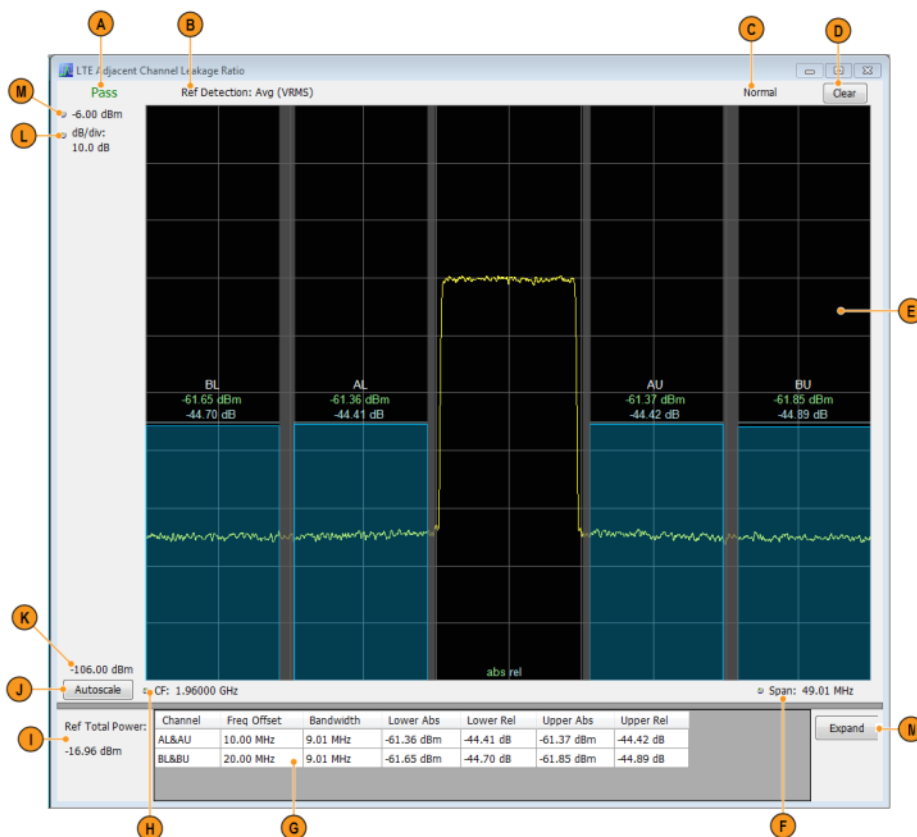 A
B
C
D
LTE Adjacent Channel Leakage Ratio
Pass
Ref Detection: Avg (VRMS)
Normal
Clear
M
-6.00 dBm
L
dB/div:
10.0 dB
E
BL
-61.65 dBm
-44.70 dB
AL
-61.36 dBm
-44.41 dB
AU
-61.37 dBm
-44.42 dB
BU
-61.85 dBm
-44.89 dB
K
-106.00 dBm
abs rel
J
Autoscale
CF: 1.96000 GHz
Span: 49.01 MHz
Ref Total Power:
I
-16.96 dBm
Channel Freq Offset Bandwidth Lower Abs Lower Rel Upper Abs Upper Rel
AL&AU 10.00 MHz 9.01 MHz -61.36 dBm -44.41 dB -61.37 dBm -44.42 dB
BL&BU 20.00 MHz 9.01 MHz -61.65 dBm -44.70 dB -61.85 dBm -44.89 dB
Expand
N
H
G
F